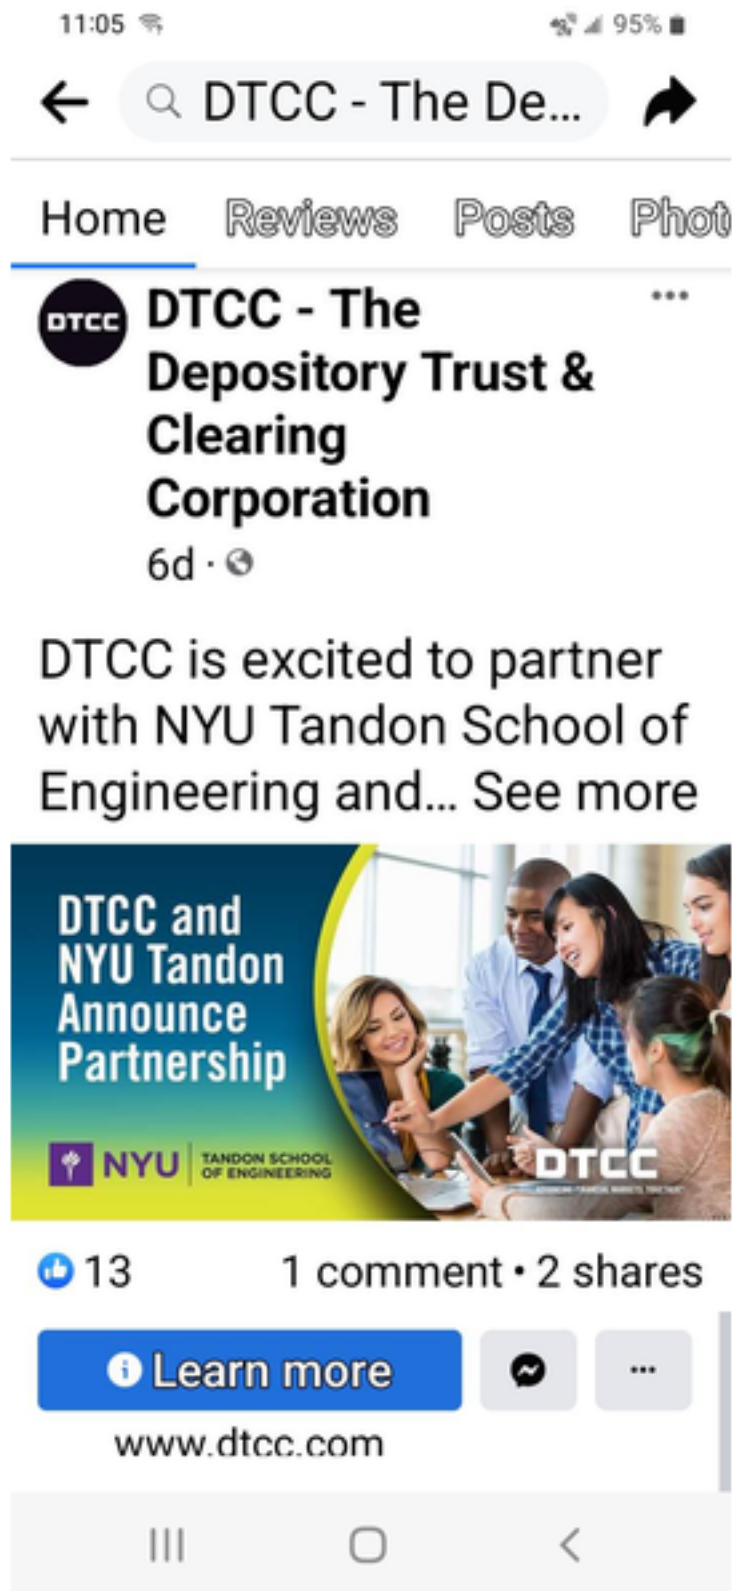 11:05 95%
DTCC - The De...
Home Reviews Posts Phot
DTCC
DTCC - The
Depository Trust &
Clearing
Corporation
6d ·
DTCC is excited to partner
with NYU Tandon School of
Engineering and... See more
DTCC and
NYU Tandon
Announce
Partnership
NYU TANDON SCHOOL
OF ENGINEERING
DTCC
13 1 comment • 2 shares
Learn more
www.dtcc.com